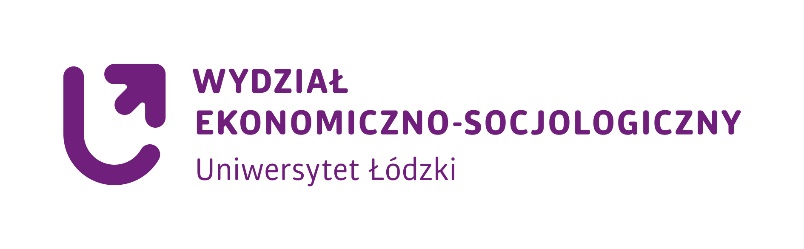 WYDZIAŁ
EKONOMICZNO-SOCJOLOGICZNY
Uniwersytet Łódzki